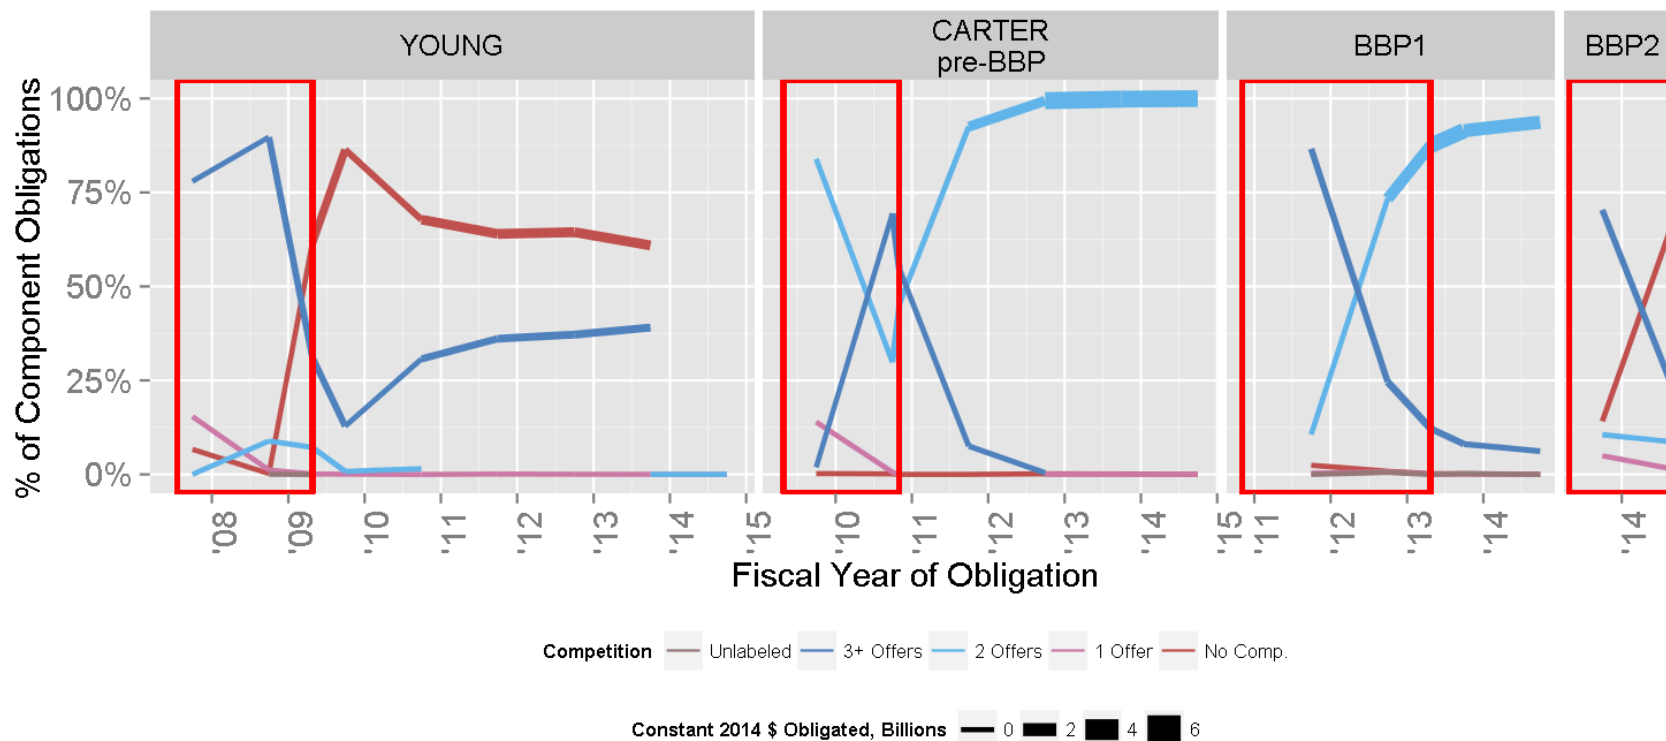 YOUNG
CARTER
pre-BBP
BBP1
BBP2
% of Component Obligations
100%
75%
50%
25%
0%
'08 '09 '10 '11 '12 '13 '14 '15
'10 '11 '12 '13 '14 '15
'11 '12 '13 '14
'14
Fiscal Year of Obligation
Competition Unlabeled 3+ Offers 2 Offers 1 Offer No Comp.
Constant 2014 $ Obligated, Billions 0 2 4 6